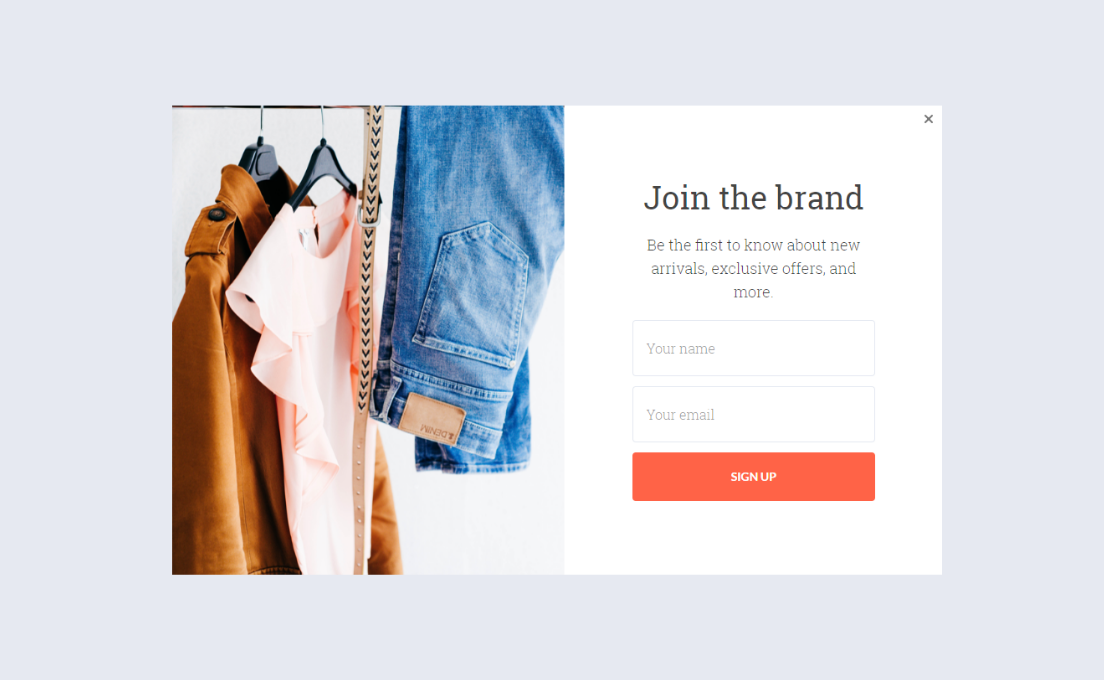 ×
Join the brand
Be the first to know about new
arrivals, exclusive offers, and
more.
Your name
Your email
SIGN UP
&DENIM